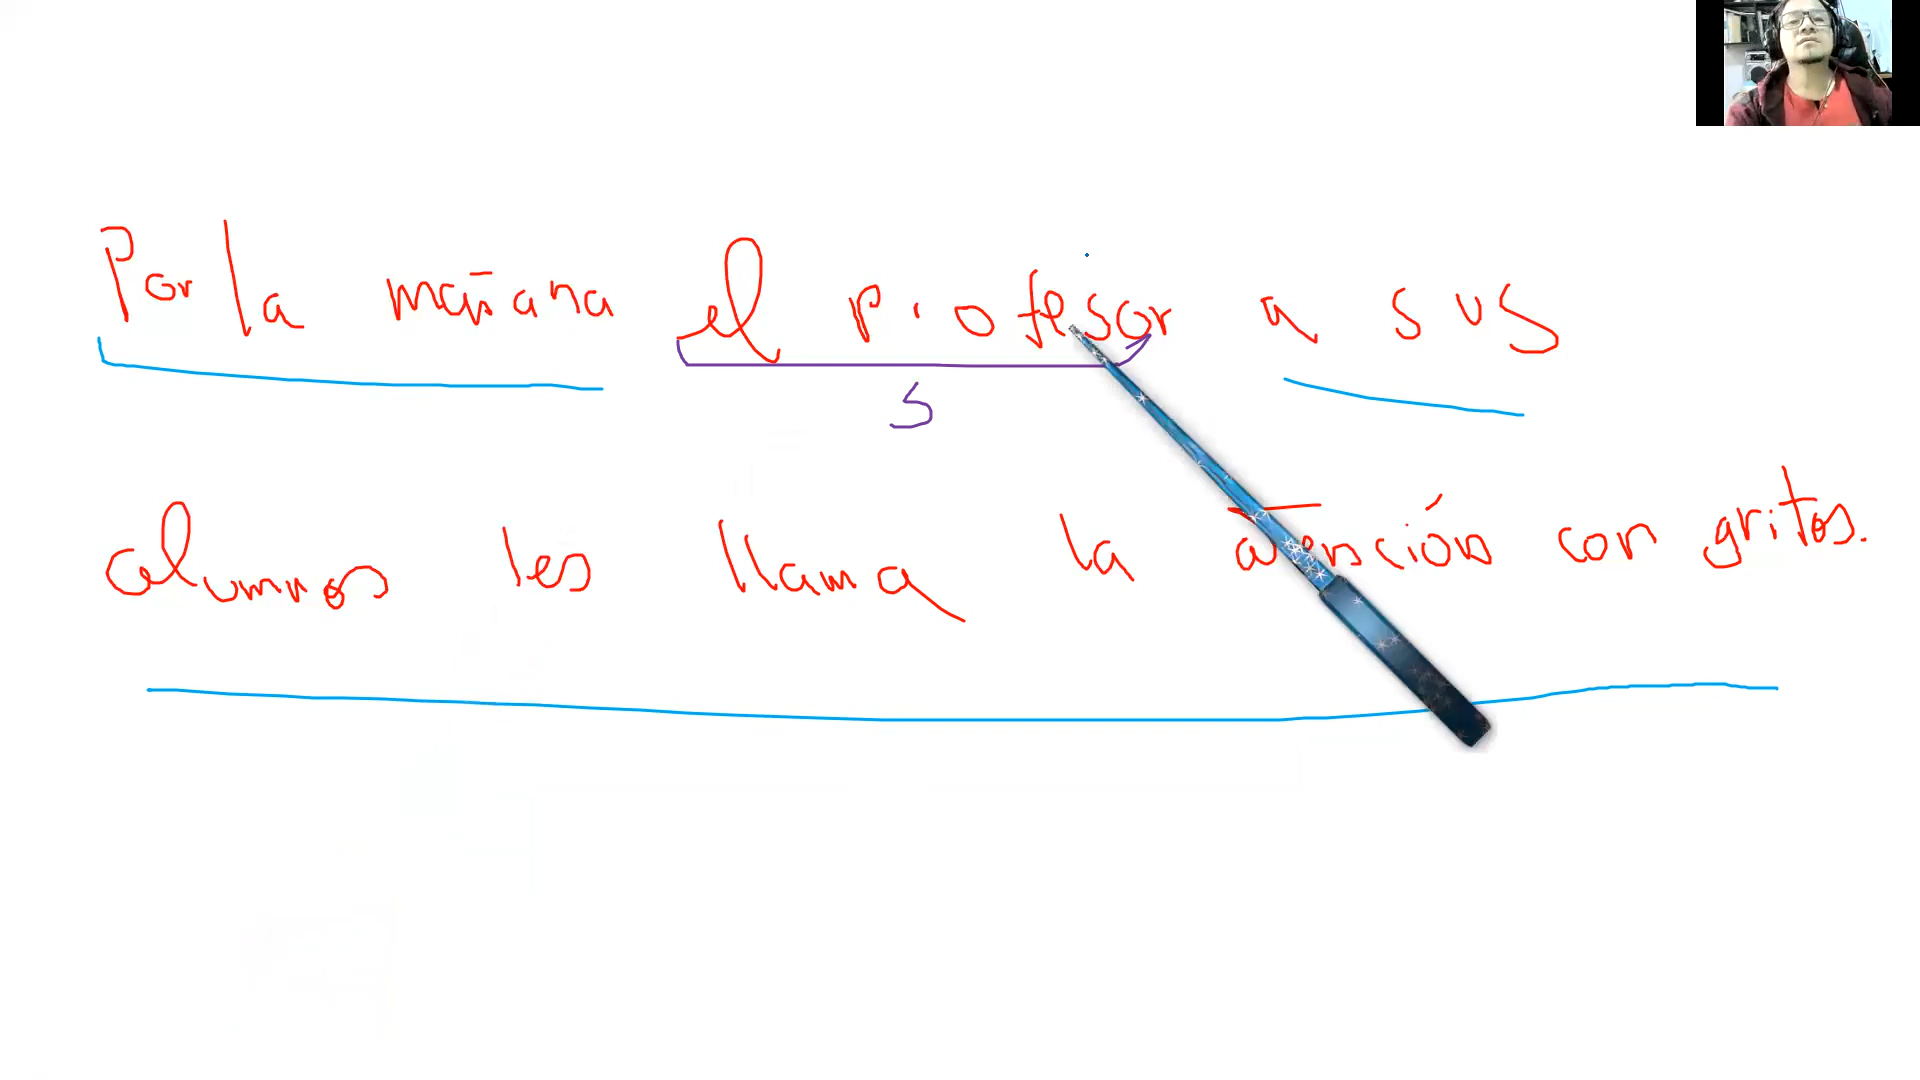 Por la mañana el profesor a sus
S
alumnos les llama la atención con gritos.